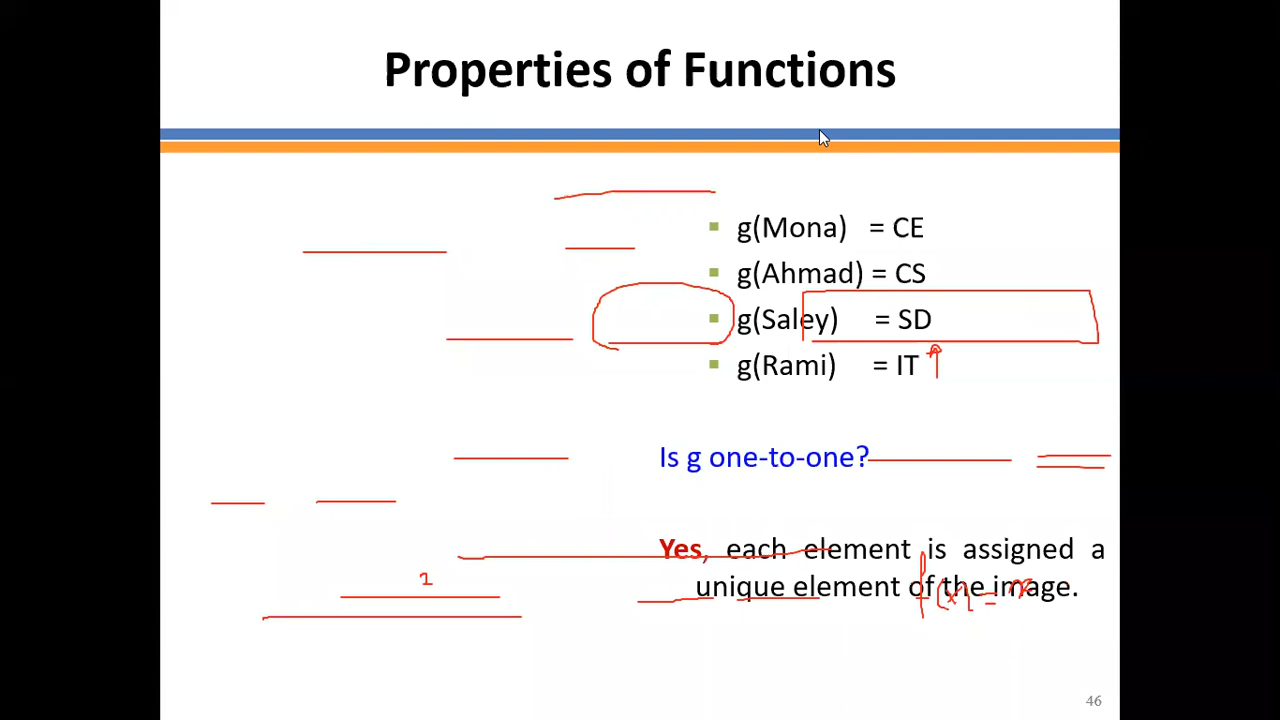 Properties of Functions
▪ g(Mona) = CE
▪ g(Ahmad) = CS
▪ g(Saley) = SD
▪ g(Rami) = IT
Is g one-to-one?
Yes, each element is assigned a
unique element of the image.
1
f(x) = x
46